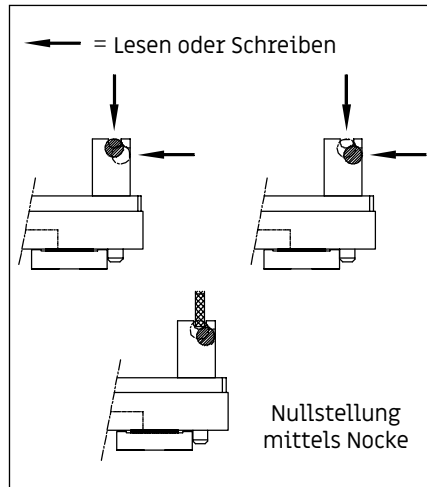 = Lesen oder Schreiben
Nullstellung
mittels Nocke